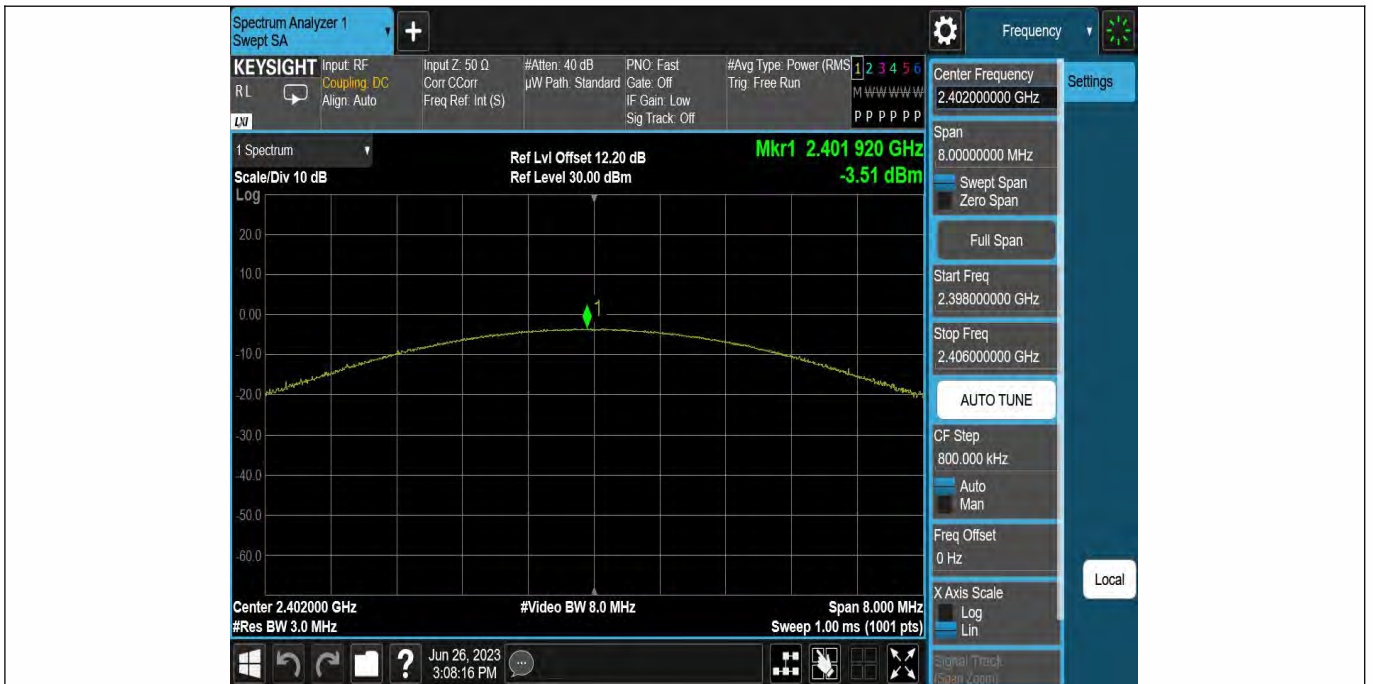 Spectrum Analyzer 1
Swept SA
+
Frequency
KEYSIGHT
RL
LXI
Input: RF
Coupling: DC
Align: Auto
Input Z: 50 Ω
Corr CCorr
Freq Ref: Int (S)
#Atten: 40 dB
µW Path: Standard
PNO: Fast
Gate: Off
IF Gain: Low
Sig Track: Off
#Avg Type: Power (RMS
Trig: Free Run
1 2 3 4 5 6
M W W W W W
P P P P P P
1 Spectrum
Scale/Div 10 dB
Ref Lvl Offset 12.20 dB
Ref Level 30.00 dBm
Mkr1 2.401 920 GHz
-3.51 dBm
Log
20.0
10.0
0.00
-10.0
-20.0
-30.0
-40.0
-50.0
-60.0
1
Center 2.402000 GHz
#Res BW 3.0 MHz
#Video BW 8.0 MHz
Span 8.000 MHz
Sweep 1.00 ms (1001 pts)
Center Frequency
2.402000000 GHz
Settings
Span
8.00000000 MHz
Swept Span
Zero Span
Full Span
Start Freq
2.398000000 GHz
Stop Freq
2.406000000 GHz
AUTO TUNE
CF Step
800.000 kHz
Auto
Man
Freq Offset
0 Hz
X Axis Scale
Log
Lin
Local
Signal Track
(Span Zoom)
?
Jun 26, 2023
3:08:16 PM